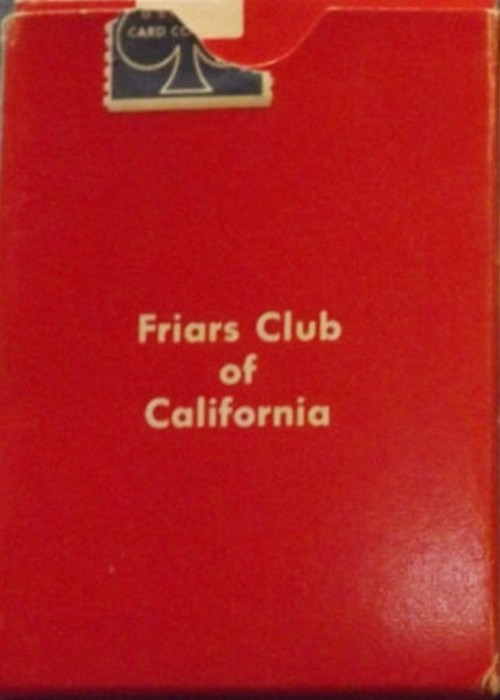 U.S.
CARD CO
Friars Club
of
California